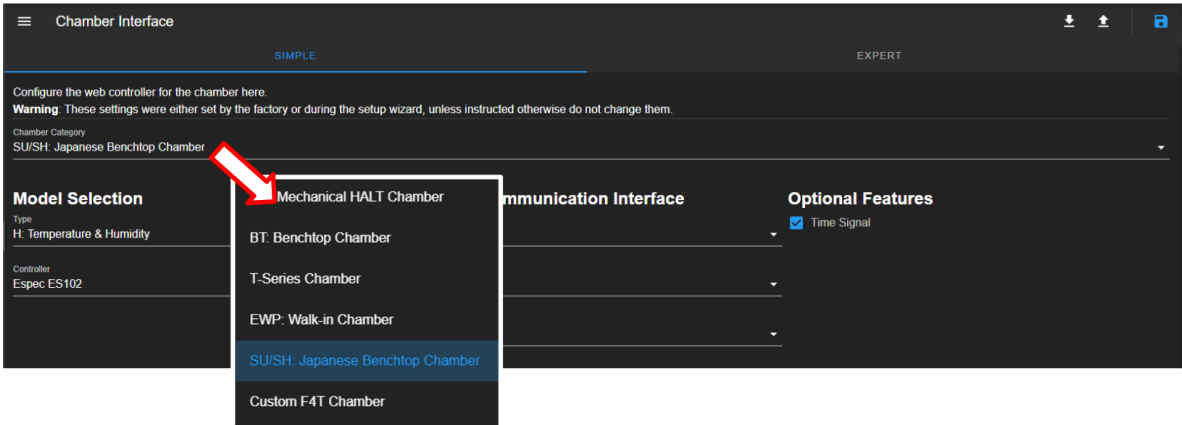 Chamber Interface
SIMPLE
EXPERT
Configure the web controller for the chamber here.
Warning: These settings were either set by the factory or during the setup wizard, unless instructed otherwise do not change them.
Chamber Category
SU/SH: Japanese Benchtop Chamber
Model Selection
Type
H: Temperature & Humidity
Controller
Espec ES102
Mechanical HALT Chamber
BT: Benchtop Chamber
T-Series Chamber
EWP: Walk-in Chamber
SU/SH: Japanese Benchtop Chamber
Custom F4T Chamber
mmunication Interface
Optional Features
Time Signal